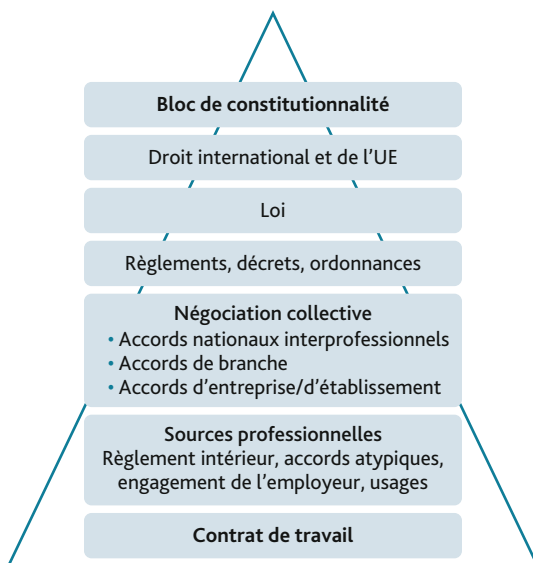 Bloc de constitutionnalité
Droit international et de l'UE
Loi
Règlements, décrets, ordonnances
Négociation collective
• Accords nationaux interprofessionnels
• Accords de branche
• Accords d'entreprise/d'établissement
Sources professionnelles
Règlement intérieur, accords atypiques,
engagement de l'employeur, usages
Contrat de travail